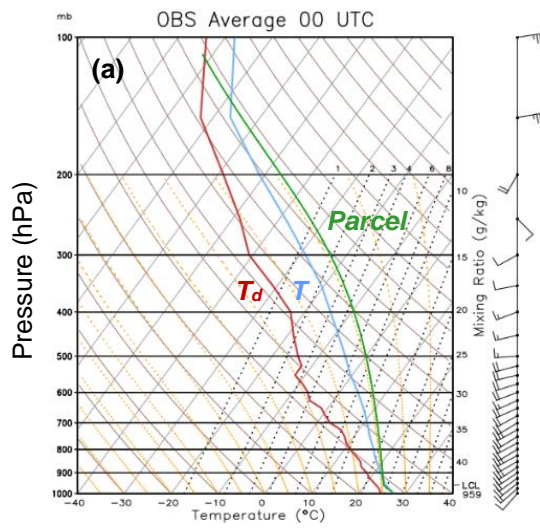 OBS Average 00 UTC
mb
100
(a)
200
1 2 3 4 6 8
10
Parcel
300
15
Td T
400
20
500
25
600
30
700
35
800
40
900
LCL
1000
959
-40 -30 -20 -10 0 10 20 30 40
Temperature (°C)
Pressure (hPa)
Mixing Ratio (g/kg)